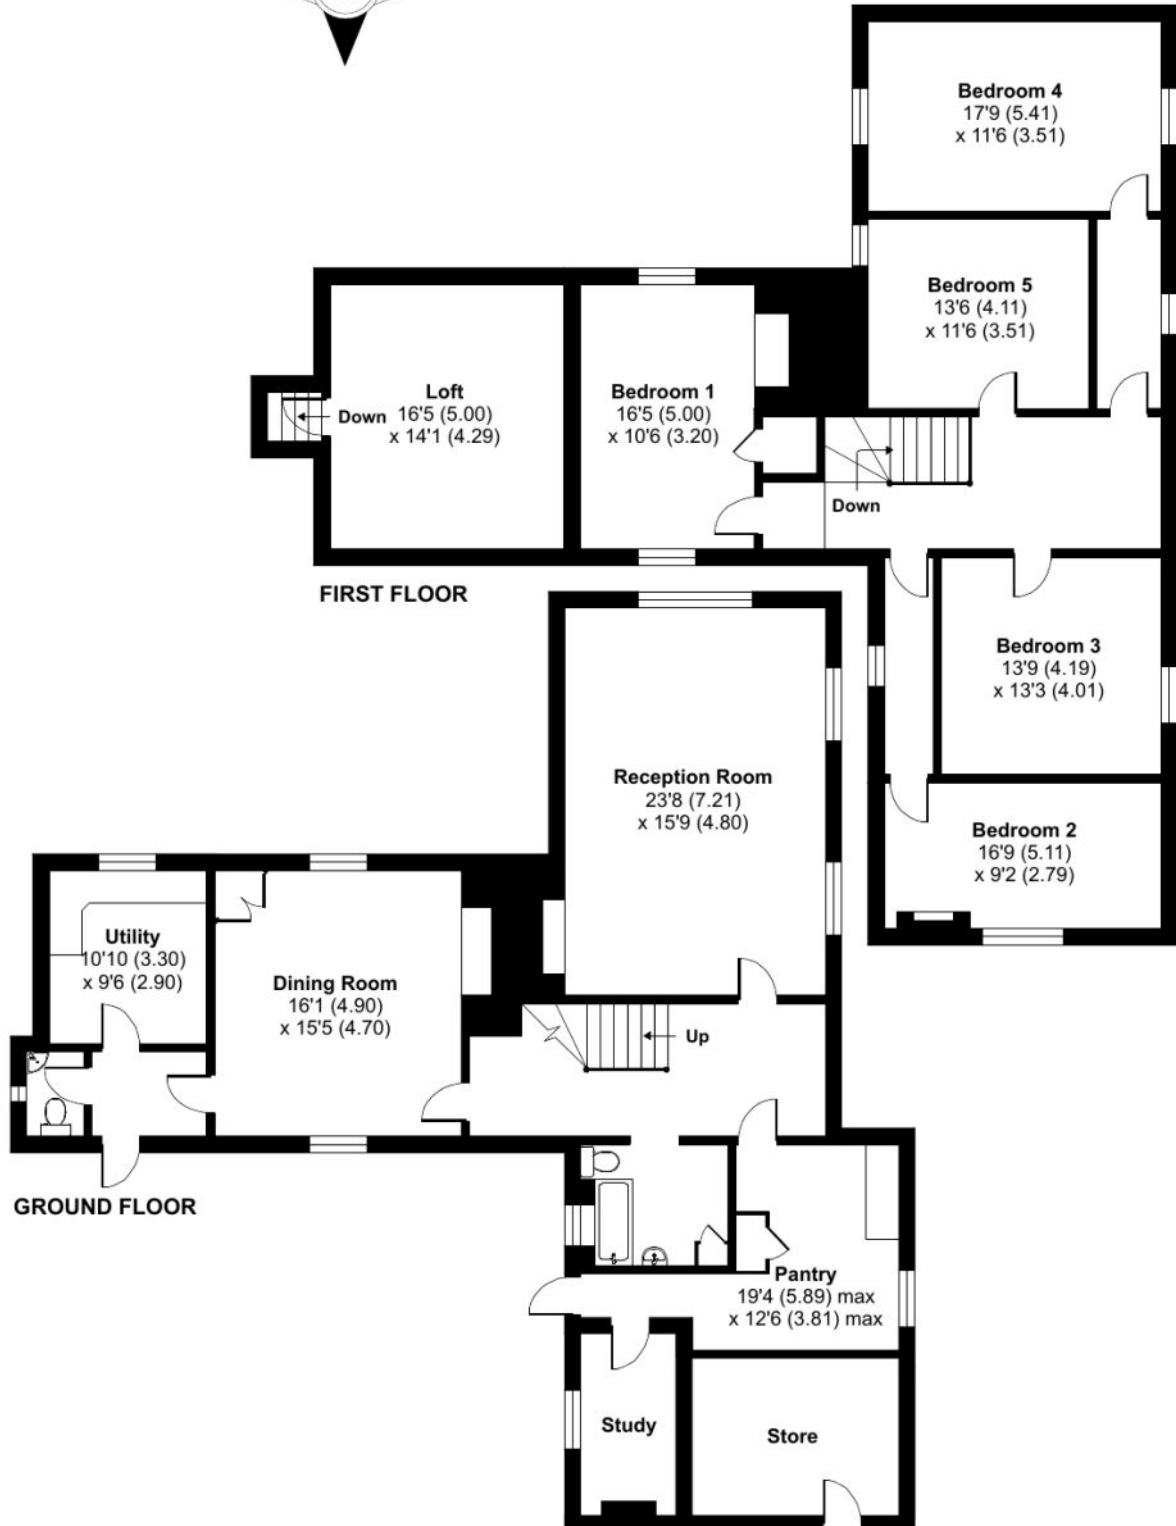 Bedroom 4
17'9 (5.41)
x 11'6 (3.51)
Bedroom 5
13'6 (4.11)
x 11'6 (3.51)
Loft
16'5 (5.00)
x 14'1 (4.29)
Down
Bedroom 1
16'5 (5.00)
x 10'6 (3.20)
Down
FIRST FLOOR
Bedroom 3
13'9 (4.19)
x 13'3 (4.01)
Bedroom 2
16'9 (5.11)
x 9'2 (2.79)
Reception Room
23'8 (7.21)
x 15'9 (4.80)
Utility
10'10 (3.30)
x 9'6 (2.90)
Dining Room
16'1 (4.90)
x 15'5 (4.70)
Up
GROUND FLOOR
Pantry
19'4 (5.89) max
x 12'6 (3.81) max
Study
Store